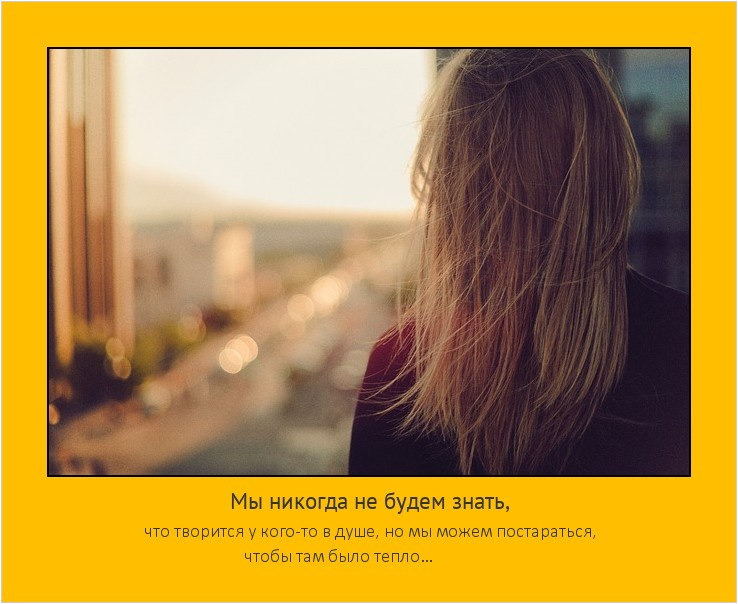 Мы никогда не будем знать,
что творится у кого-то в душе, но мы можем постараться,
чтобы там было тепло...